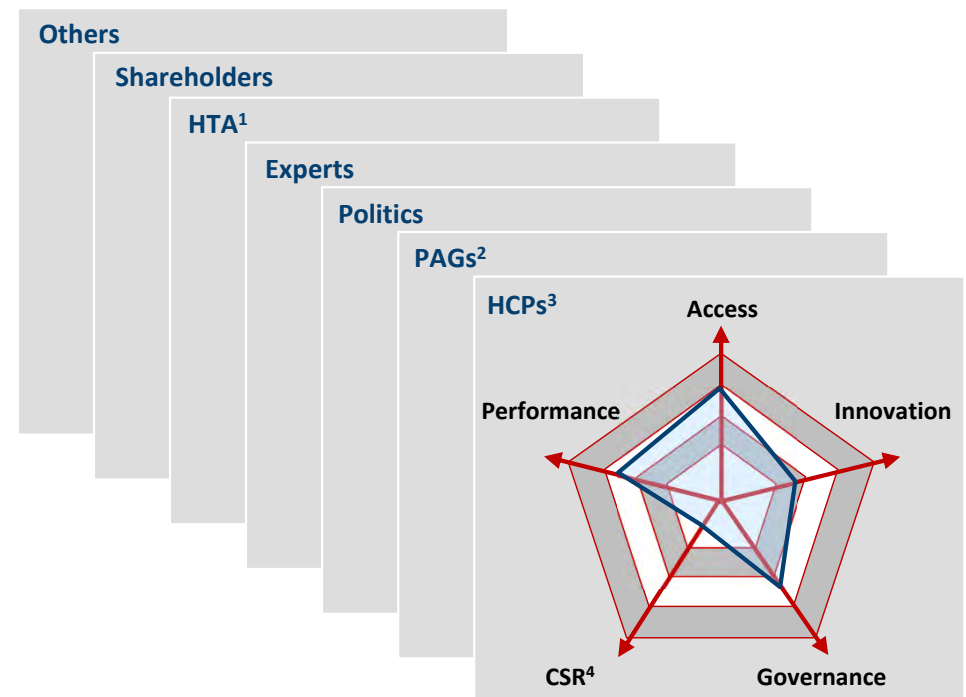 Others
Shareholders
HTA¹
Experts
Politics
PAGs²
HCPs³
Access
Performance
Innovation
CSR⁴
Governance